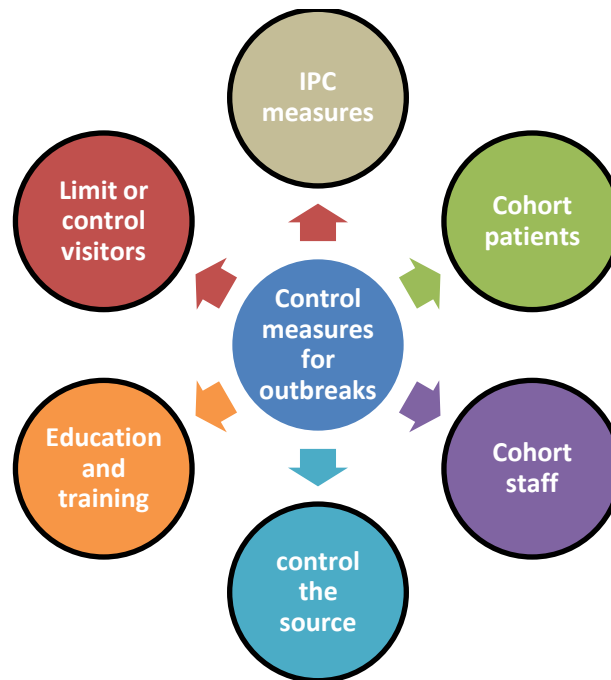 IPC
measures
Limit or
control
visitors
Cohort
patients
Control
measures
for
outbreaks
Education
and
training
Cohort
staff
control
the
source